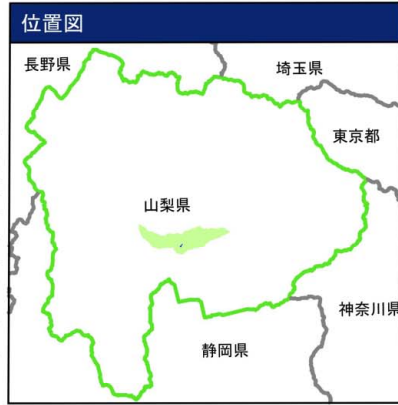 位置図
長野県
埼玉県
東京都
山梨県
神奈川県
静岡県